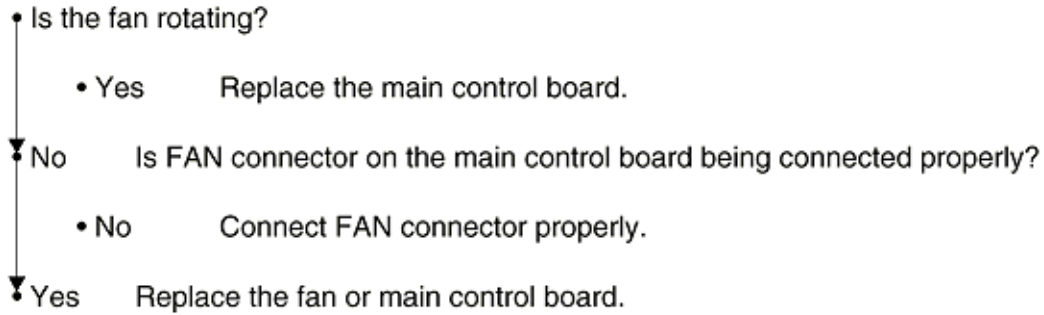 • Is the fan rotating?
• Yes Replace the main control board.
• No Is FAN connector on the main control board being connected properly?
• No Connect FAN connector properly.
• Yes Replace the fan or main control board.